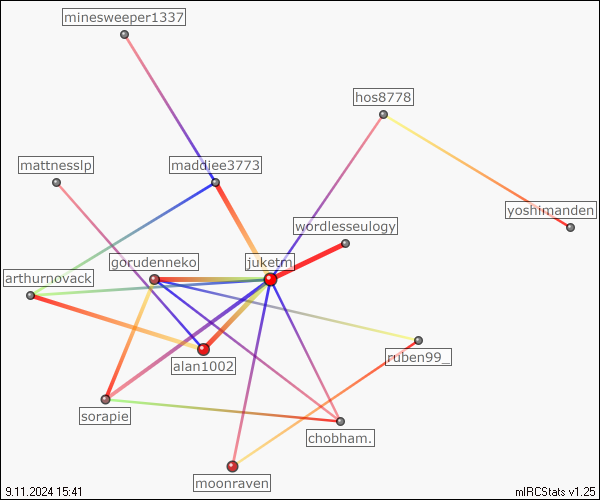 minesweeper1337
hos8778
mattnesslp
maddiee3773
yoshimanden
wordlesseulogy
gorudenneko
juketm
arthurnovack
ruben99_
alan1002
sorapie
chobham.
moonraven
9.11.2024 15:41
mIRCStats v1.25